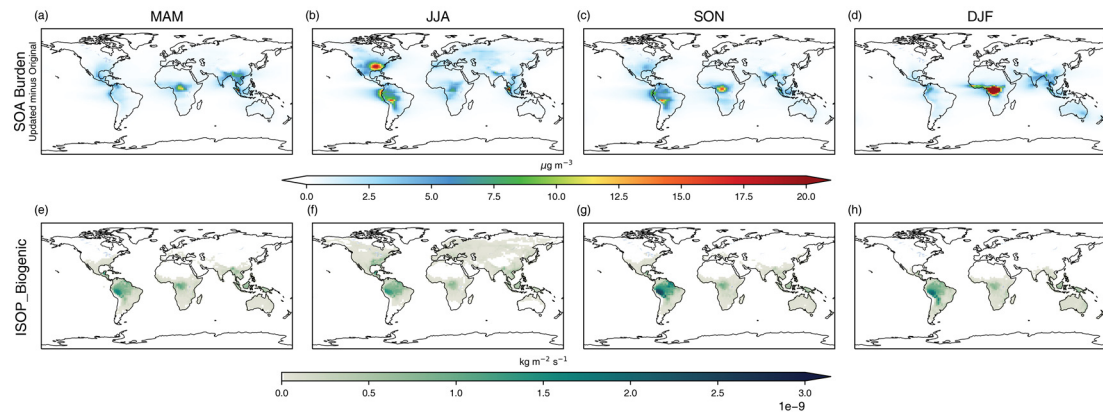 (a) MAM
(b) JJA
(c) SON
(d) DJF
SOA Burden
Updated minus Original
μg m⁻³
0.0 2.5 5.0 7.5 10.0 12.5 15.0 17.5 20.0
(e)
(f)
(g)
(h)
ISOP_Biogenic
kg m⁻² s⁻¹
0.0 0.5 1.0 1.5 2.0 2.5 3.0
1e−9